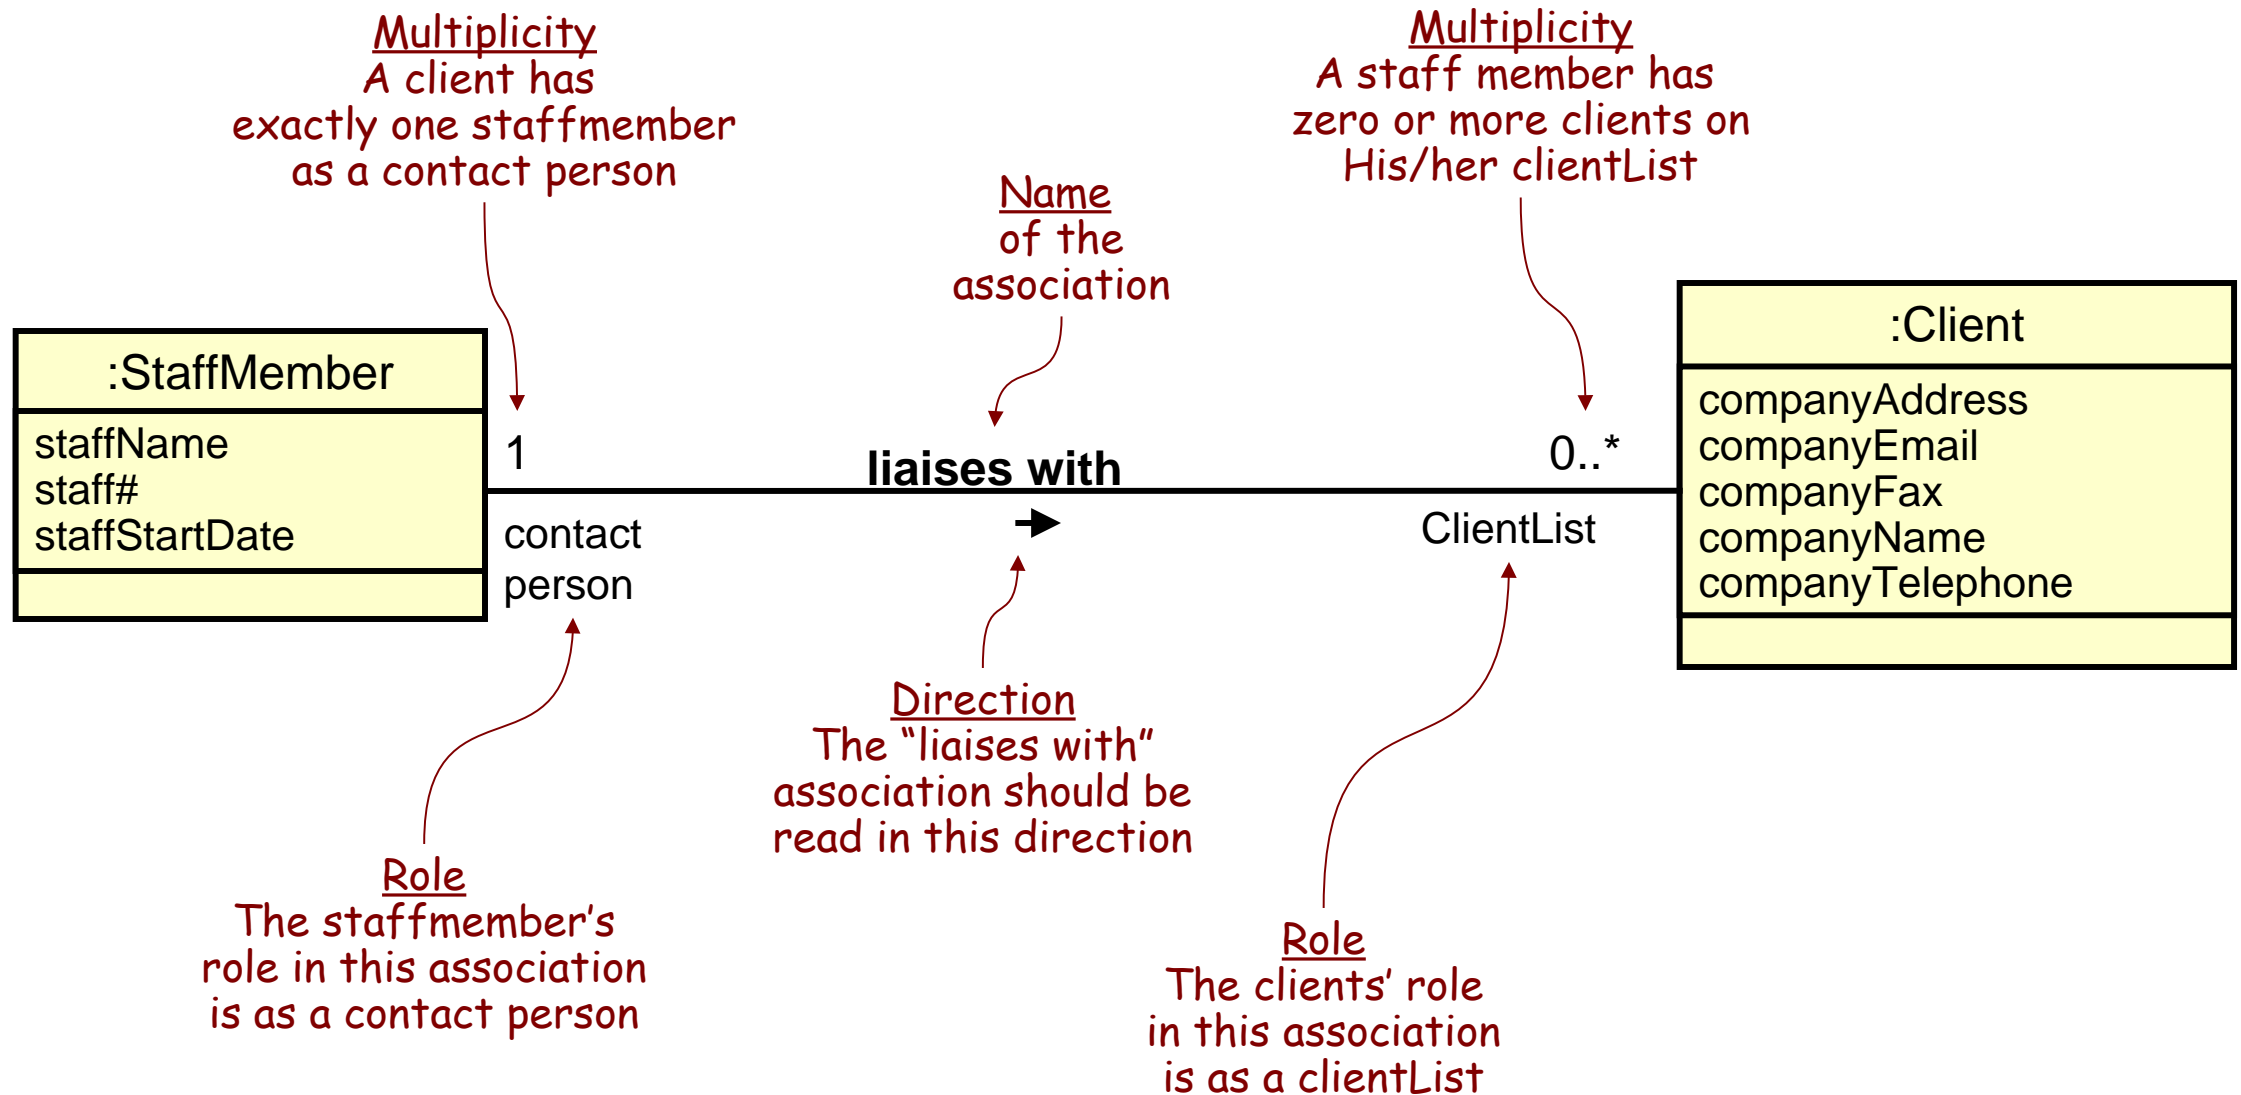 Multiplicity
A client has
exactly one staffmember
as a contact person
Multiplicity
A staff member has
zero or more clients on
His/her clientList
Name
of the
association
:StaffMember
staffName
staff#
staffStartDate
1
contact
person
liaises with
0..*
ClientList
:Client
companyAddress
companyEmail
companyFax
companyName
companyTelephone
Direction
The “liaises with”
association should be
read in this direction
Role
The staffmember’s
role in this association
is as a contact person
Role
The clients’ role
in this association
is as a clientList